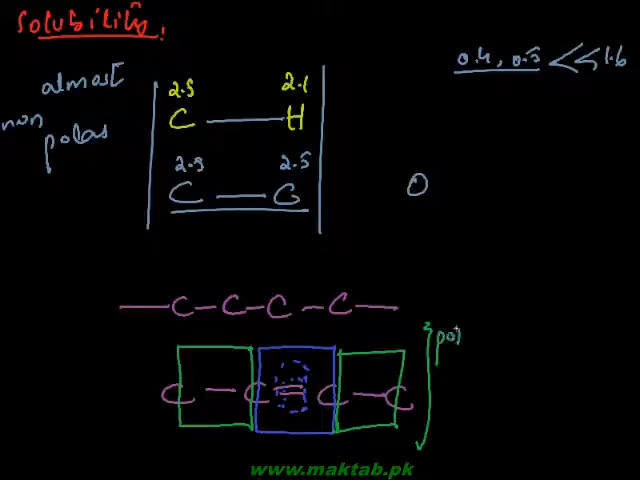 Solubility.
0.4, 0.5 << 1.6
almost
non
polar
2.5 2.1
C — H
2.5 2.5
C — C
0
— C — C — C — C —
pol
C — C = C — C
www.maktab.pk